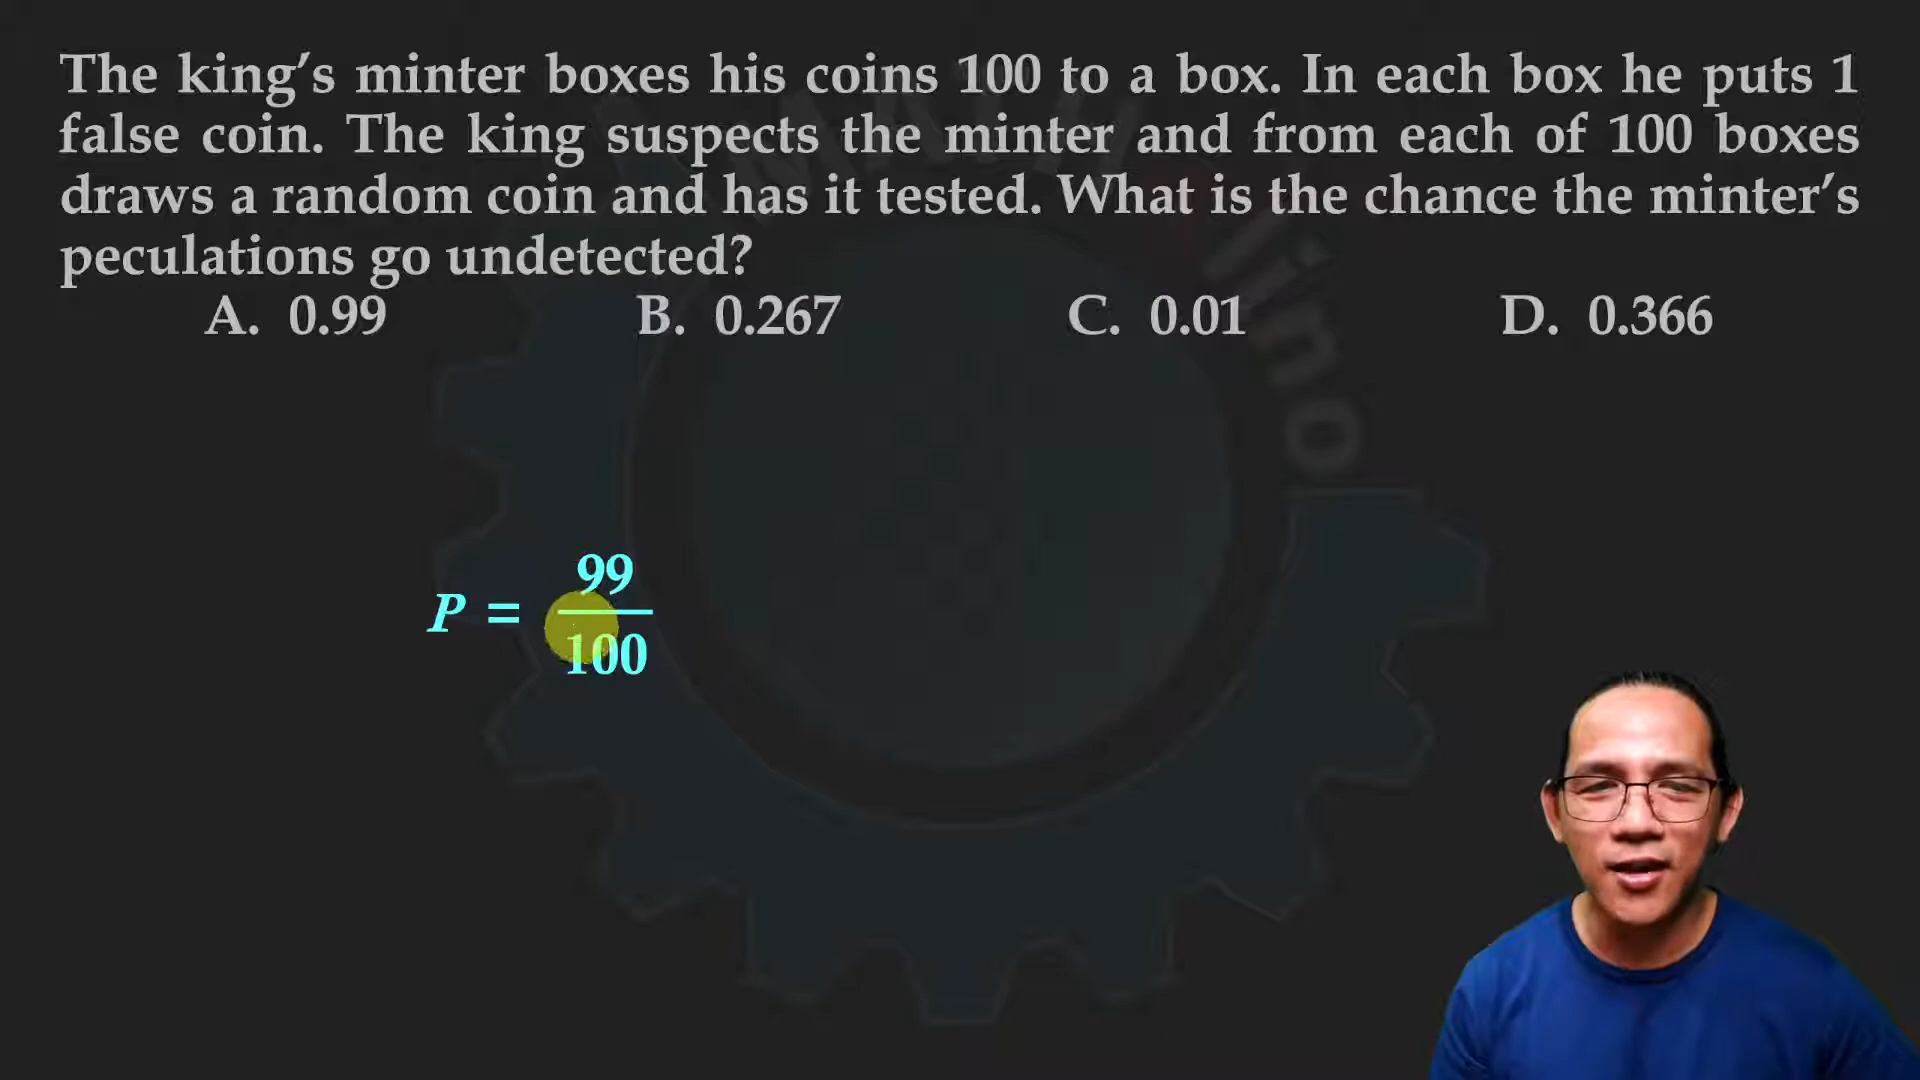 The king's minter boxes his coins 100 to a box. In each box he puts 1
false coin. The king suspects the minter and from each of 100 boxes
draws a random coin and has it tested. What is the chance the minter's
peculations go undetected?
A. 0.99 B. 0.267 C. 0.01 D. 0.366
P = 99/100